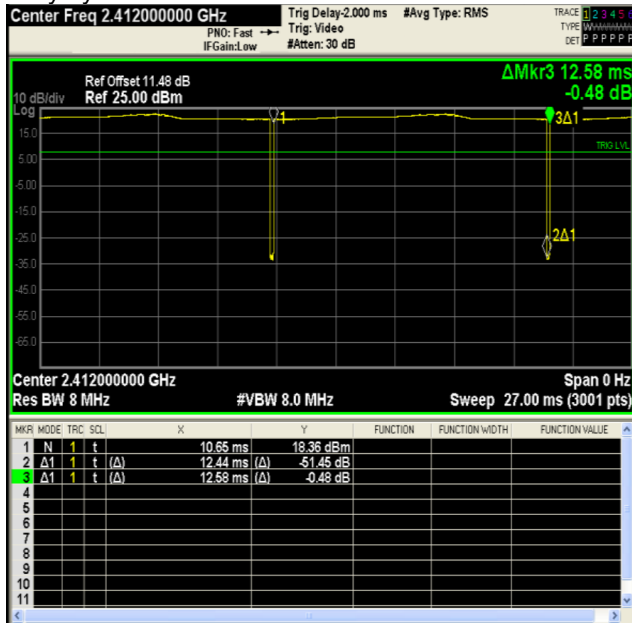 Center Freq 2.412000000 GHz
PNO: Fast
IFGain:Low
Trig Delay-2.000 ms
Trig: Video
#Atten: 30 dB
#Avg Type: RMS
TRACE 1 2 3 4 5 6
TYPE
DET P P P P P P
ΔMkr3 12.58 ms
-0.48 dB
Ref Offset 11.48 dB
10 dB/div Ref 25.00 dBm
Log
15.0
5.00
-5.00
-15.0
-25.0
-35.0
-45.0
-55.0
-65.0
1
3Δ1
TRIG LVL
2Δ1
Center 2.412000000 GHz Span 0 Hz
Res BW 8 MHz #VBW 8.0 MHz Sweep 27.00 ms (3001 pts)
MKR MODE TRC SCL X Y FUNCTION FUNCTION WIDTH FUNCTION VALUE
1 N 1 t 10.65 ms 18.36 dBm
2 Δ1 1 t (Δ) 12.44 ms (Δ) -51.45 dB
3 Δ1 1 t (Δ) 12.58 ms (Δ) -0.48 dB
4
5
6
7
8
9
10
11